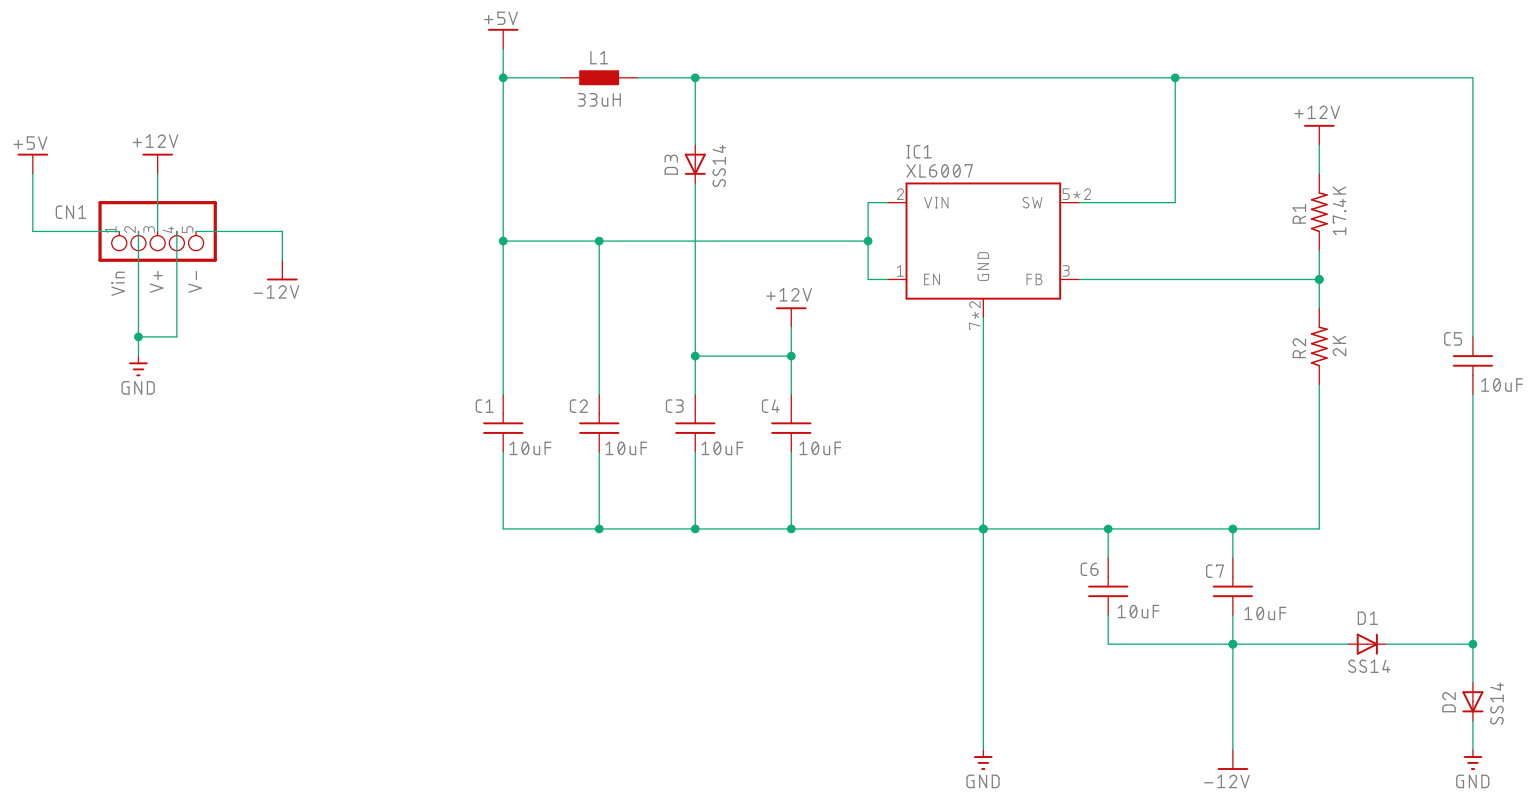 +5V
L1
33uH
+12V
+5V
+12V
CN1
1
2
3
4
5
Vin
V+
V-
-12V
GND
D3
SS14
IC1
XL6007
2
VIN
SW
5*2
1
EN
GND
FB
3
7*2
R1
17.4K
+12V
R2
2K
C5
10uF
C1
10uF
C2
10uF
C3
10uF
C4
10uF
C6
10uF
C7
10uF
D1
SS14
D2
SS14
GND
-12V
GND